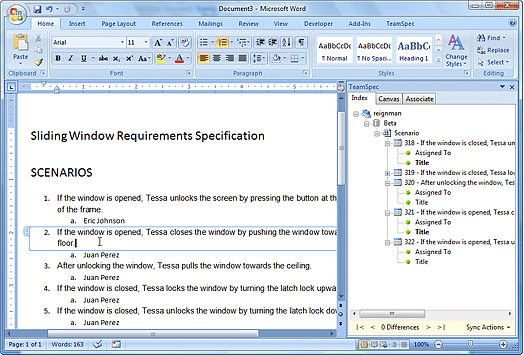 Document3 - Microsoft Word
Home Insert Page Layout References Mailings Review View Developer Add-Ins TeamSpec
Arial 11
Paste
AaBbCcDc AaBbCcDc AaBbC
¶ Normal ¶ No Spaci... Heading 1
Change Styles
Find
Replace
Select
Clipboard Font Paragraph Styles Editing
Sliding Window Requirements Specification
SCENARIOS
1. If the window is opened, Tessa unlocks the screen by pressing the button at th
of the frame.
a. Eric Johnson
2. If the window is opened, Tessa closes the window by pushing the window towa
floor.
a. Juan Perez
3. After unlocking the window, Tessa pulls the window towards the ceiling.
a. Juan Perez
4. If the window is closed, Tessa locks the window by turning the latch lock upwa
a. Juan Perez
5. If the window is closed, Tessa unlocks the window by turning the latch lock do
a. Juan Perez
TeamSpec
Index Canvas Associate
reignman
Beta
Scenario
318 - If the window is closed, Tessa un
Assigned To
Title
319 - If the window is closed, Tessa lo
320 - After unlocking the window, Te
Assigned To
Title
321 - If the window is opened, Tessa c
Assigned To
Title
322 - If the window is opened, Tessa u
Assigned To
Title
0 Differences Sync Actions
Page: 1 of 1 Words: 163 100%